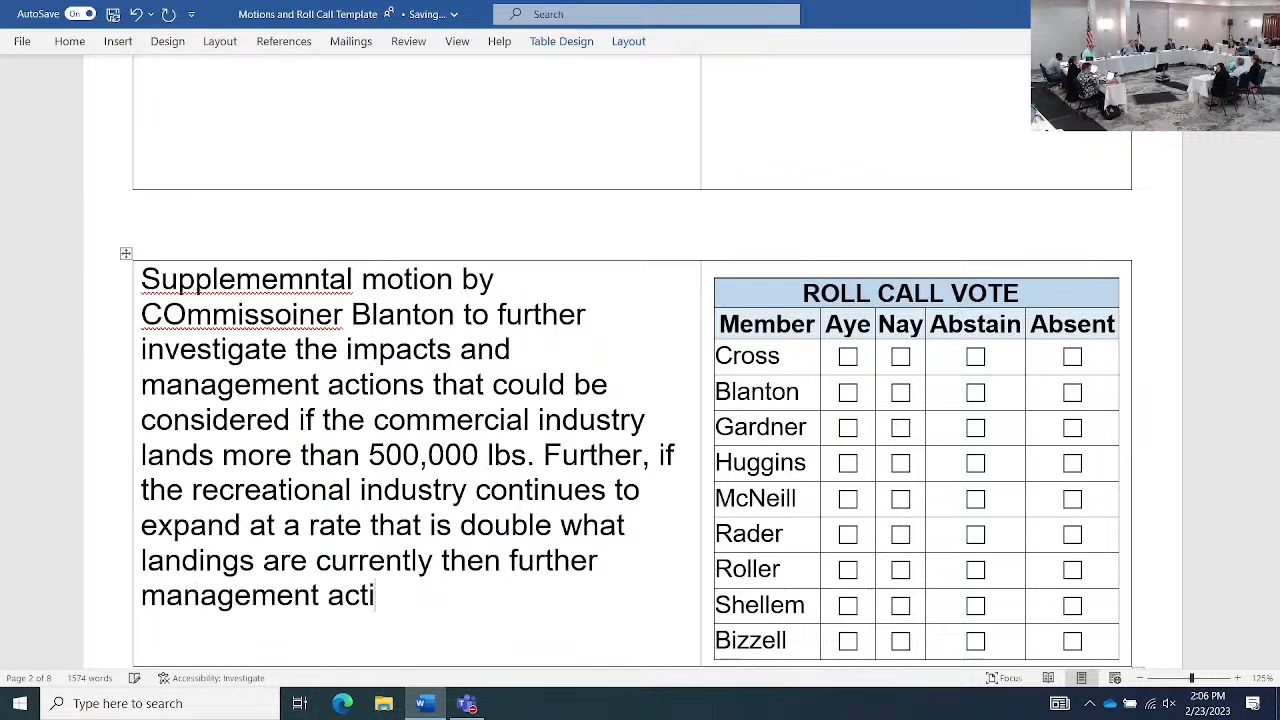 AutoSave On Motions and Roll Call Template • Saving... Search
File Home Insert Design Layout References Mailings Review View Help Table Design Layout
Supplememntal motion by
COmmissoiner Blanton to further
investigate the impacts and
management actions that could be
considered if the commercial industry
lands more than 500,000 lbs. Further, if
the recreational industry continues to
expand at a rate that is double what
landings are currently then further
management acti
ROLL CALL VOTE
Member Aye Nay Abstain Absent
Cross
Blanton
Gardner
Huggins
McNeill
Rader
Roller
Shellem
Bizzell
Page 2 of 8 1574 words Accessibility: Investigate Focus 125%
Type here to search
2:06 PM
2/23/2023